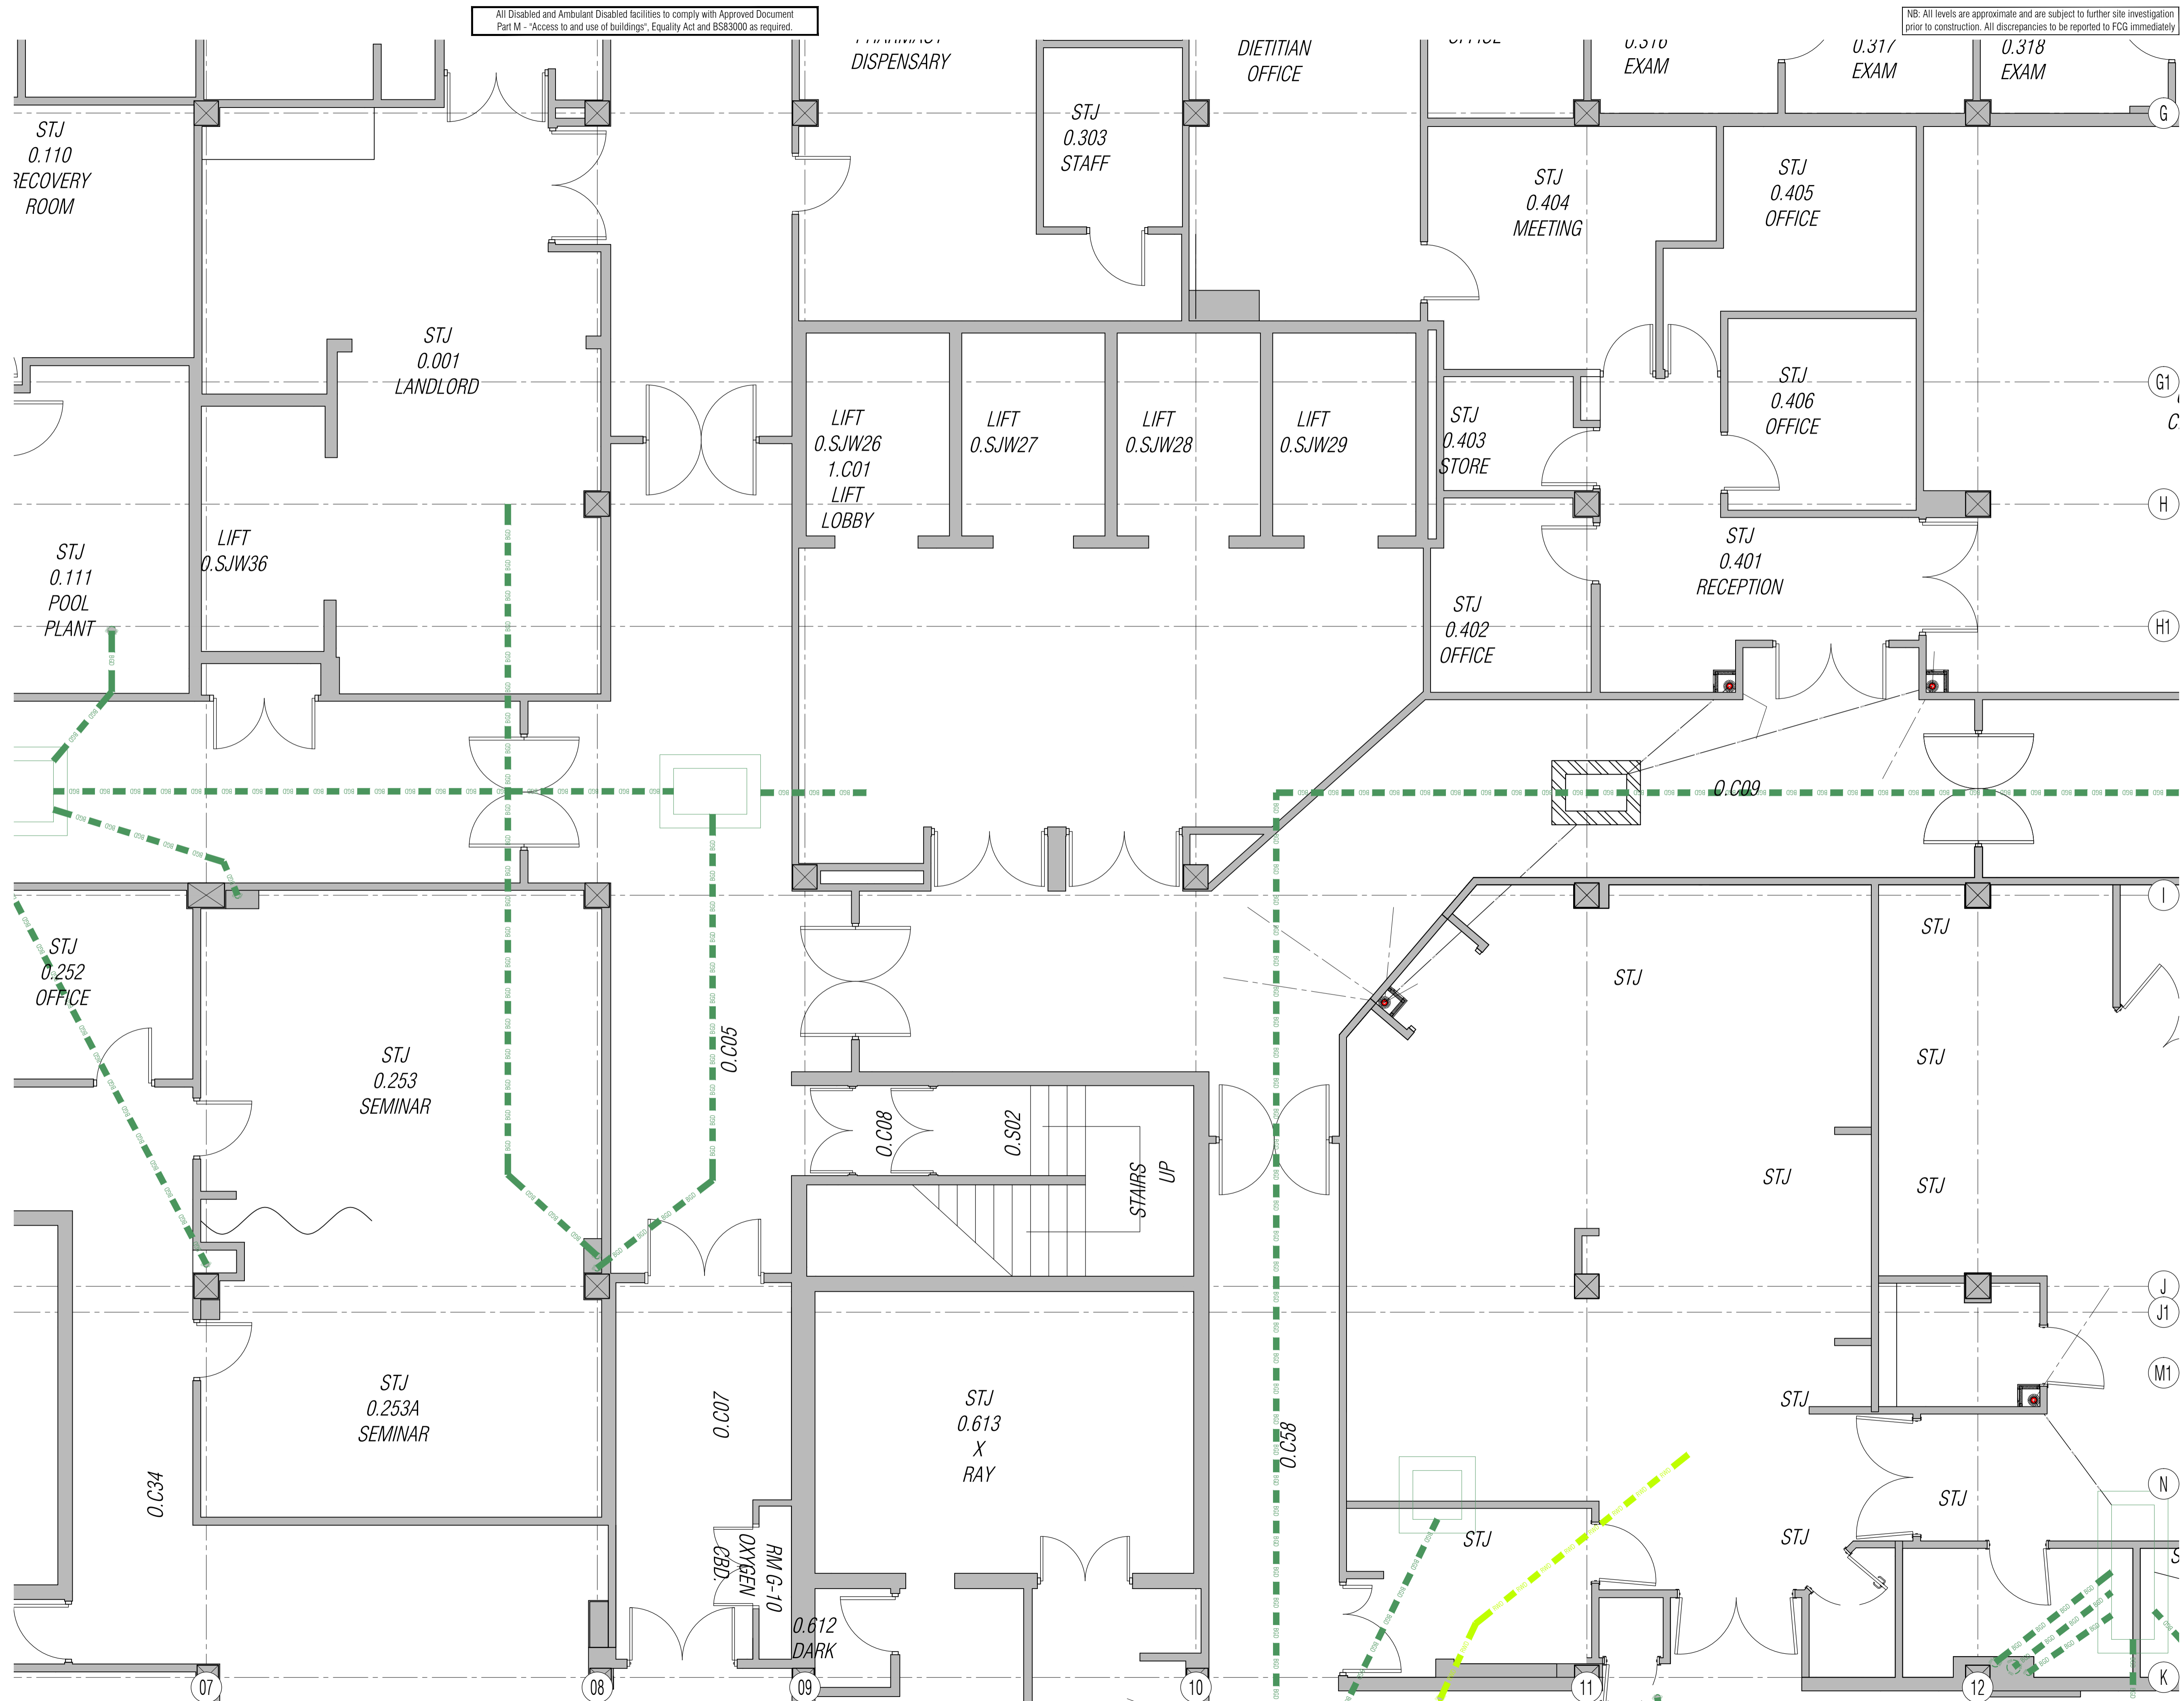 All Disabled and Ambulant Disabled facilities to comply with Approved Document
Part M - "Access to and use of buildings", Equality Act and BS83000 as required.
NB: All levels are approximate and are subject to further site investigation
prior to construction. All discrepancies to be reported to FCG immediately
DISPENSARY
DIETITIAN
OFFICE
OFFICE
0.316
EXAM
0.317
EXAM
0.318
EXAM
G
STJ
0.110
RECOVERY
ROOM
STJ
0.303
STAFF
STJ
0.404
MEETING
STJ
0.405
OFFICE
STJ
0.001
LANDLORD
G1
STJ
0.406
OFFICE
LIFT
0.SJW26
1.C01
LIFT
LOBBY
LIFT
0.SJW27
LIFT
0.SJW28
LIFT
0.SJW29
STJ
0.403
STORE
H
LIFT
0.SJW36
STJ
0.111
POOL
PLANT
STJ
0.401
RECEPTION
STJ
0.402
OFFICE
H1
0.C09
I
STJ
0.252
OFFICE
STJ
STJ
STJ
0.253
SEMINAR
0.C05
0.C08
0.S02
STAIRS
UP
STJ
STJ
STJ
J
J1
M1
STJ
0.253A
SEMINAR
0.C07
STJ
0.613
X
RAY
STJ
0.C58
0.C34
N
STJ
STJ
STJ
RM G-10
OXYGEN
CBD.
0.612
DARK
K
07
08
09
10
11
12